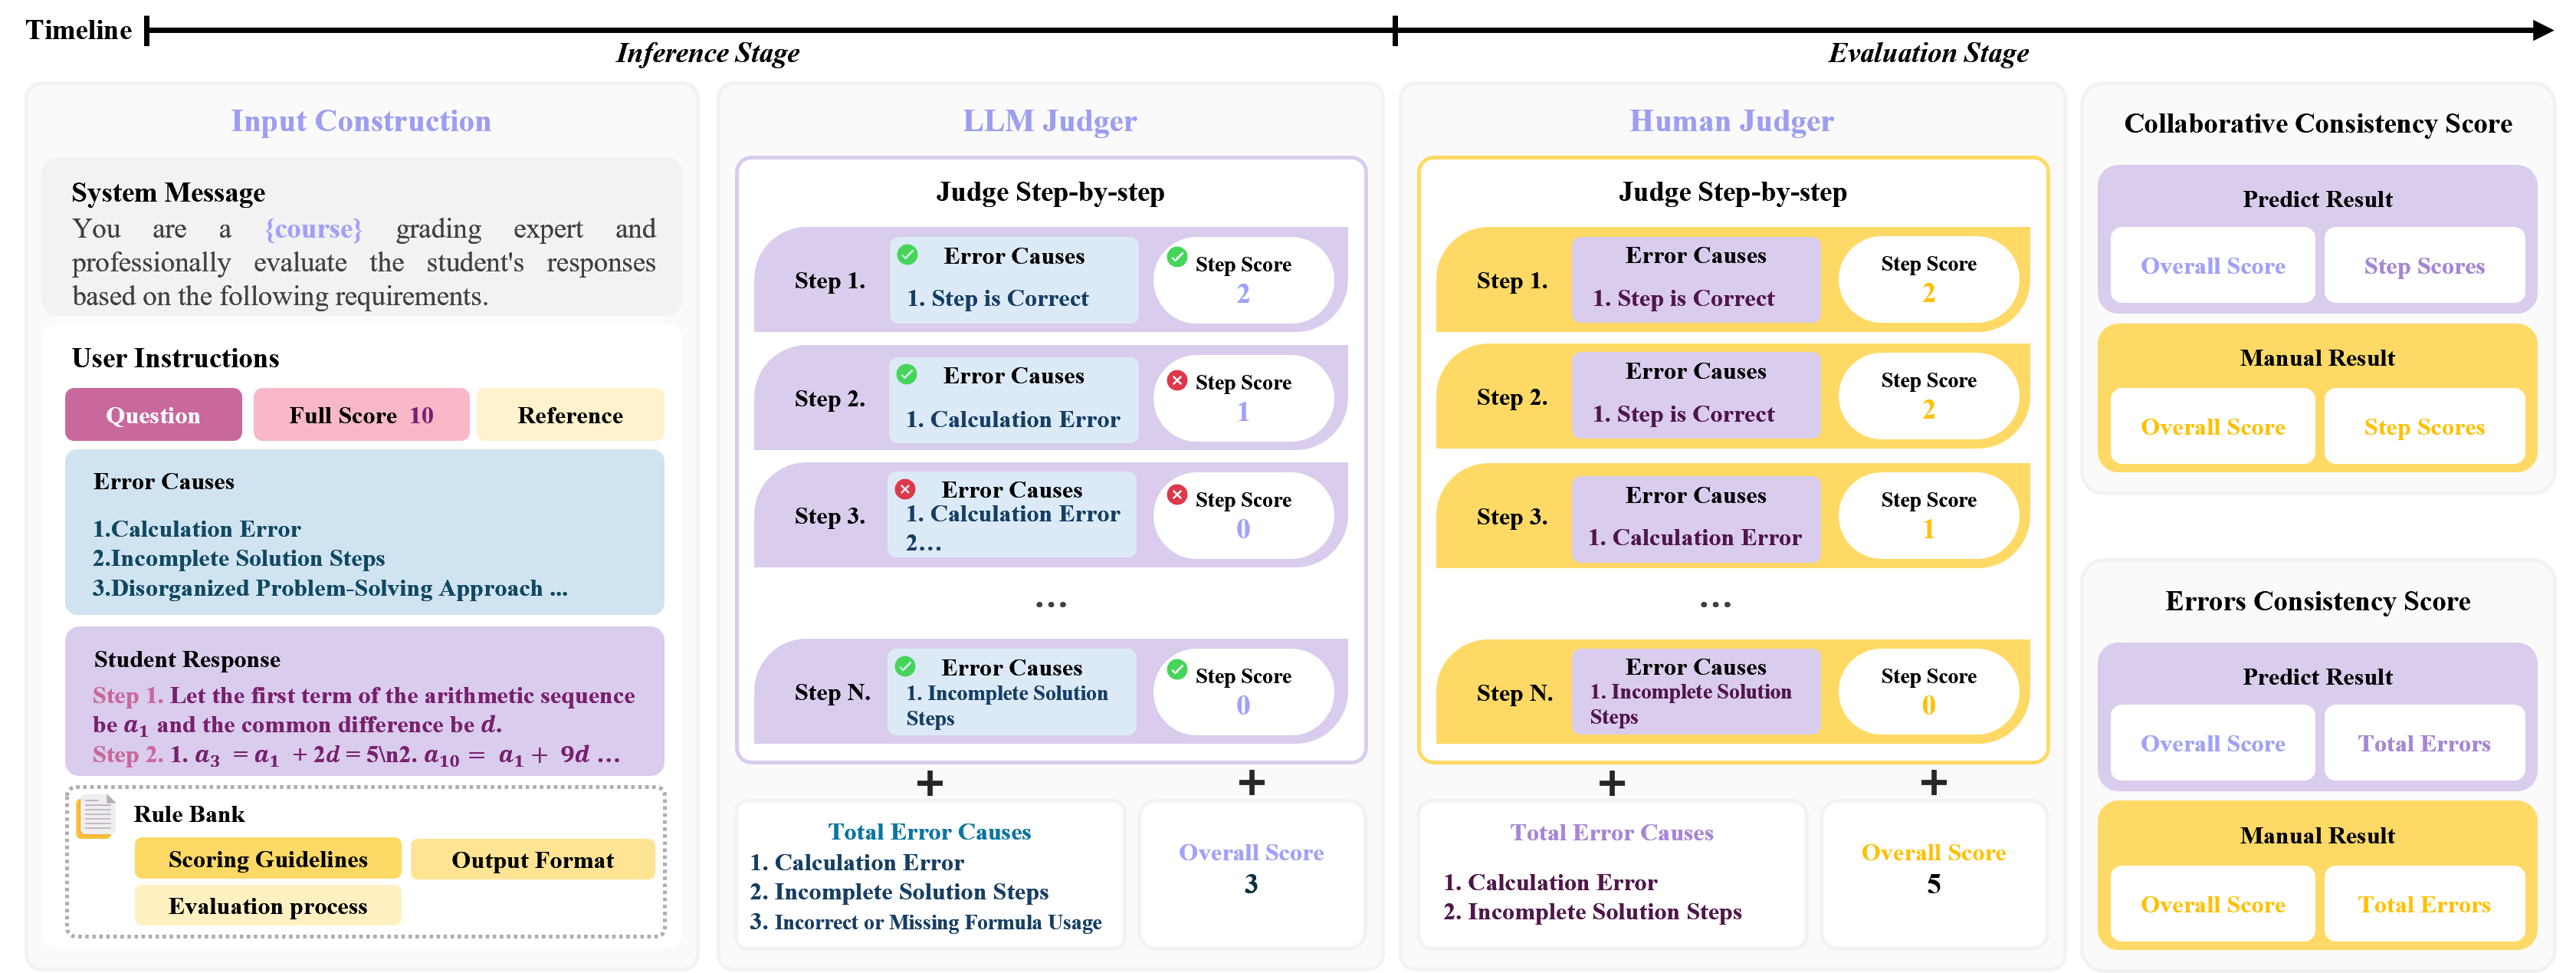 Timeline
Inference Stage
Evaluation Stage
Input Construction
System Message
You are a {course} grading expert and
professionally evaluate the student's responses
based on the following requirements.
User Instructions
Question
Full Score 10
Reference
Error Causes
1.Calculation Error
2.Incomplete Solution Steps
3.Disorganized Problem-Solving Approach ...
Student Response
Step 1. Let the first term of the arithmetic sequence
be a₁ and the common difference be d.
Step 2. 1. a₃ = a₁ + 2d = 5\n2. a₁₀ = a₁ + 9d ...
Rule Bank
Scoring Guidelines
Output Format
Evaluation process
LLM Judger
Judge Step-by-step
Step 1.
Error Causes
1. Step is Correct
Step Score
2
Step 2.
Error Causes
1. Calculation Error
Step Score
1
Step 3.
Error Causes
1. Calculation Error
2...
Step Score
0
...
Step N.
Error Causes
1. Incomplete Solution
Steps
Step Score
0
+
+
Total Error Causes
1. Calculation Error
2. Incomplete Solution Steps
3. Incorrect or Missing Formula Usage
Overall Score
3
Human Judger
Judge Step-by-step
Step 1.
Error Causes
1. Step is Correct
Step Score
2
Step 2.
Error Causes
1. Step is Correct
Step Score
2
Step 3.
Error Causes
1. Calculation Error
Step Score
1
...
Step N.
Error Causes
1. Incomplete Solution
Steps
Step Score
0
+
+
Total Error Causes
1. Calculation Error
2. Incomplete Solution Steps
Overall Score
5
Collaborative Consistency Score
Predict Result
Overall Score
Step Scores
Manual Result
Overall Score
Step Scores
Errors Consistency Score
Predict Result
Overall Score
Total Errors
Manual Result
Overall Score
Total Errors